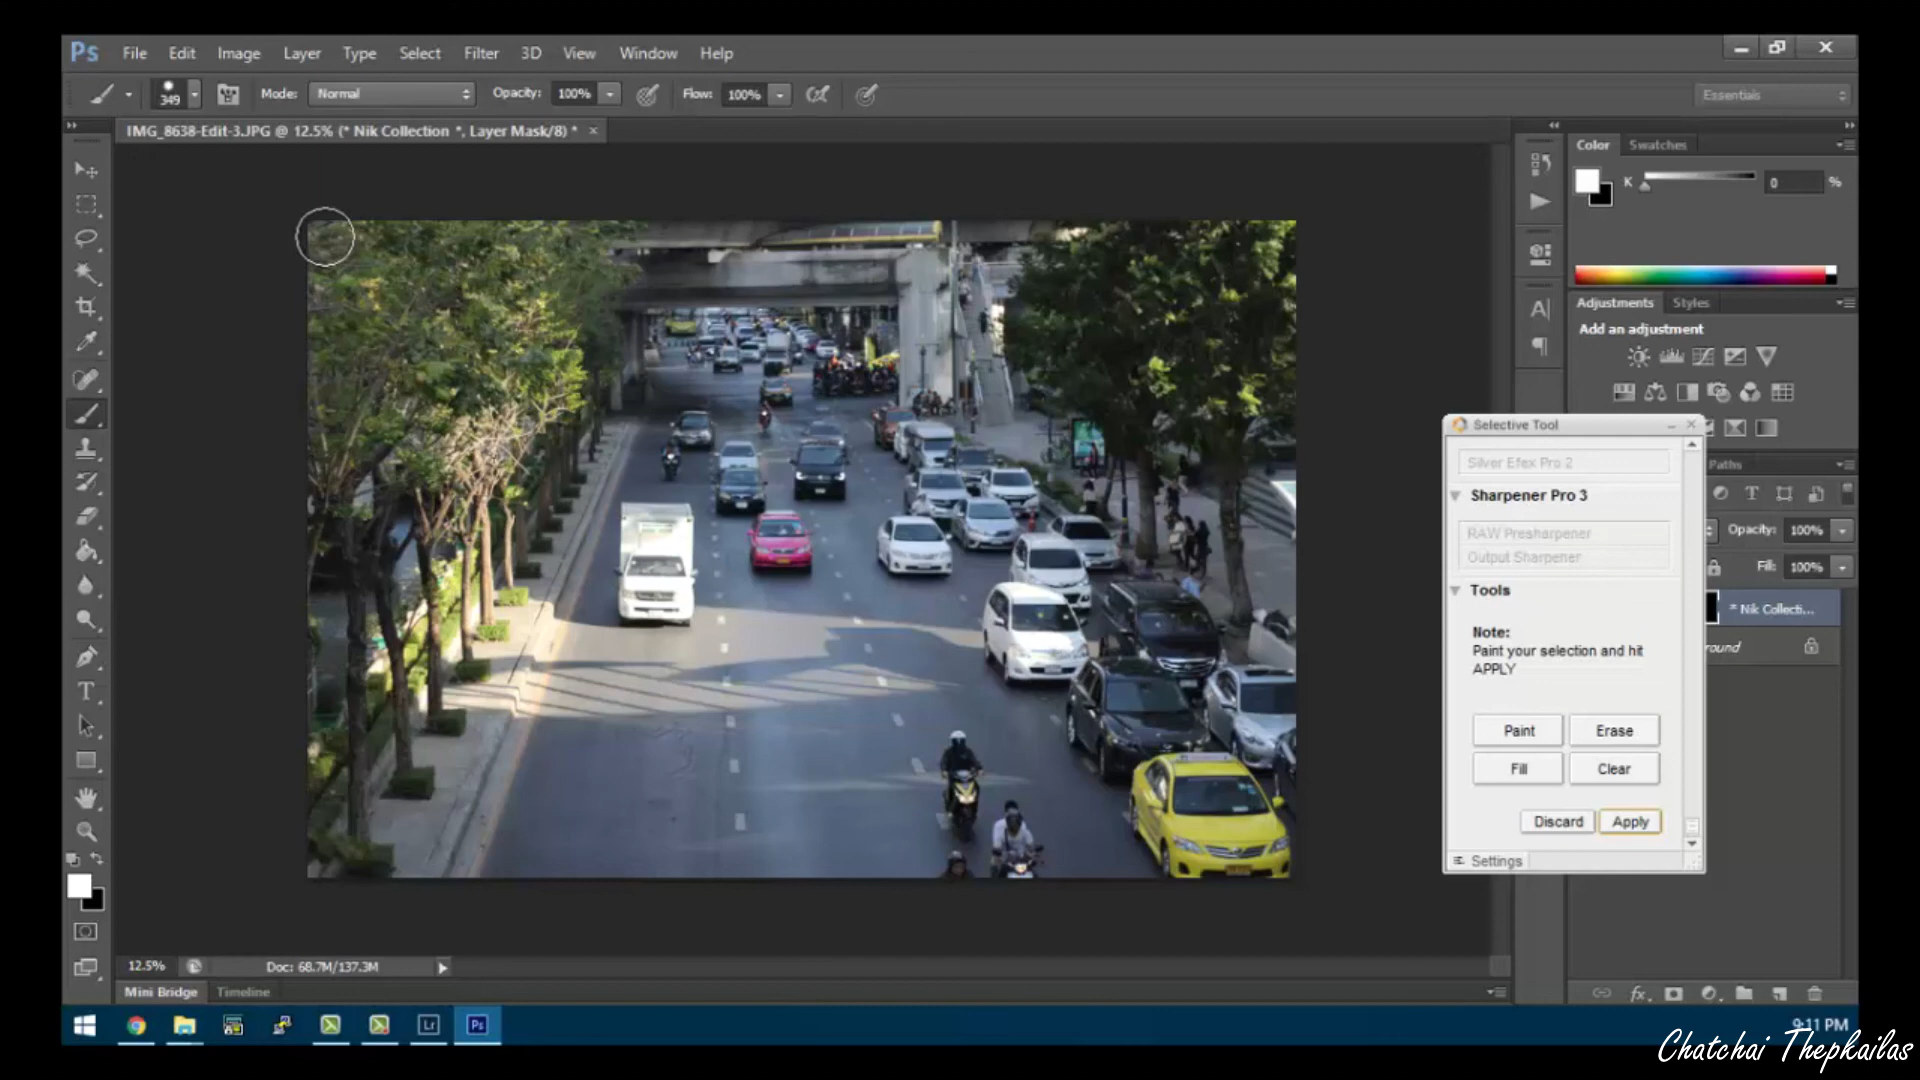 Ps File Edit Image Layer Type Select Filter 3D View Window Help
349 Mode: Normal Opacity: 100% Flow: 100% Essentials
IMG_8638-Edit-3.JPG @ 12.5% (* Nik Collection *, Layer Mask/8) * ×
Color Swatches
K 0 %
Adjustments Styles
Add an adjustment
Paths
Opacity: 100%
Fill: 100%
* Nik Collecti...
round
Selective Tool
Silver Efex Pro 2
Sharpener Pro 3
RAW Presharpener
Output Sharpener
Tools
Note:
Paint your selection and hit
APPLY
Paint Erase
Fill Clear
Discard Apply
Settings
12.5% Doc: 68.7M/137.3M
Mini Bridge Timeline
Lr Ps
9:11 PM
Chatchai Thepkailas